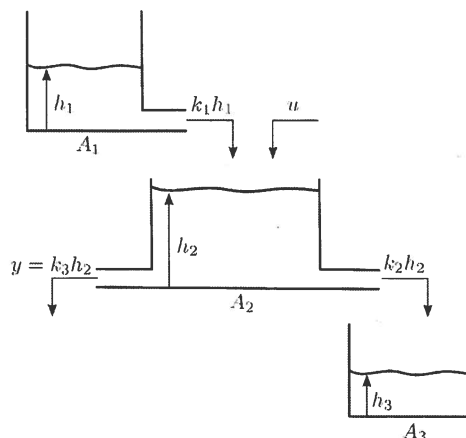 h₁
k₁h₁
u
A₁
h₂
y = k₃h₂
k₂h₂
A₂
h₃
A₃